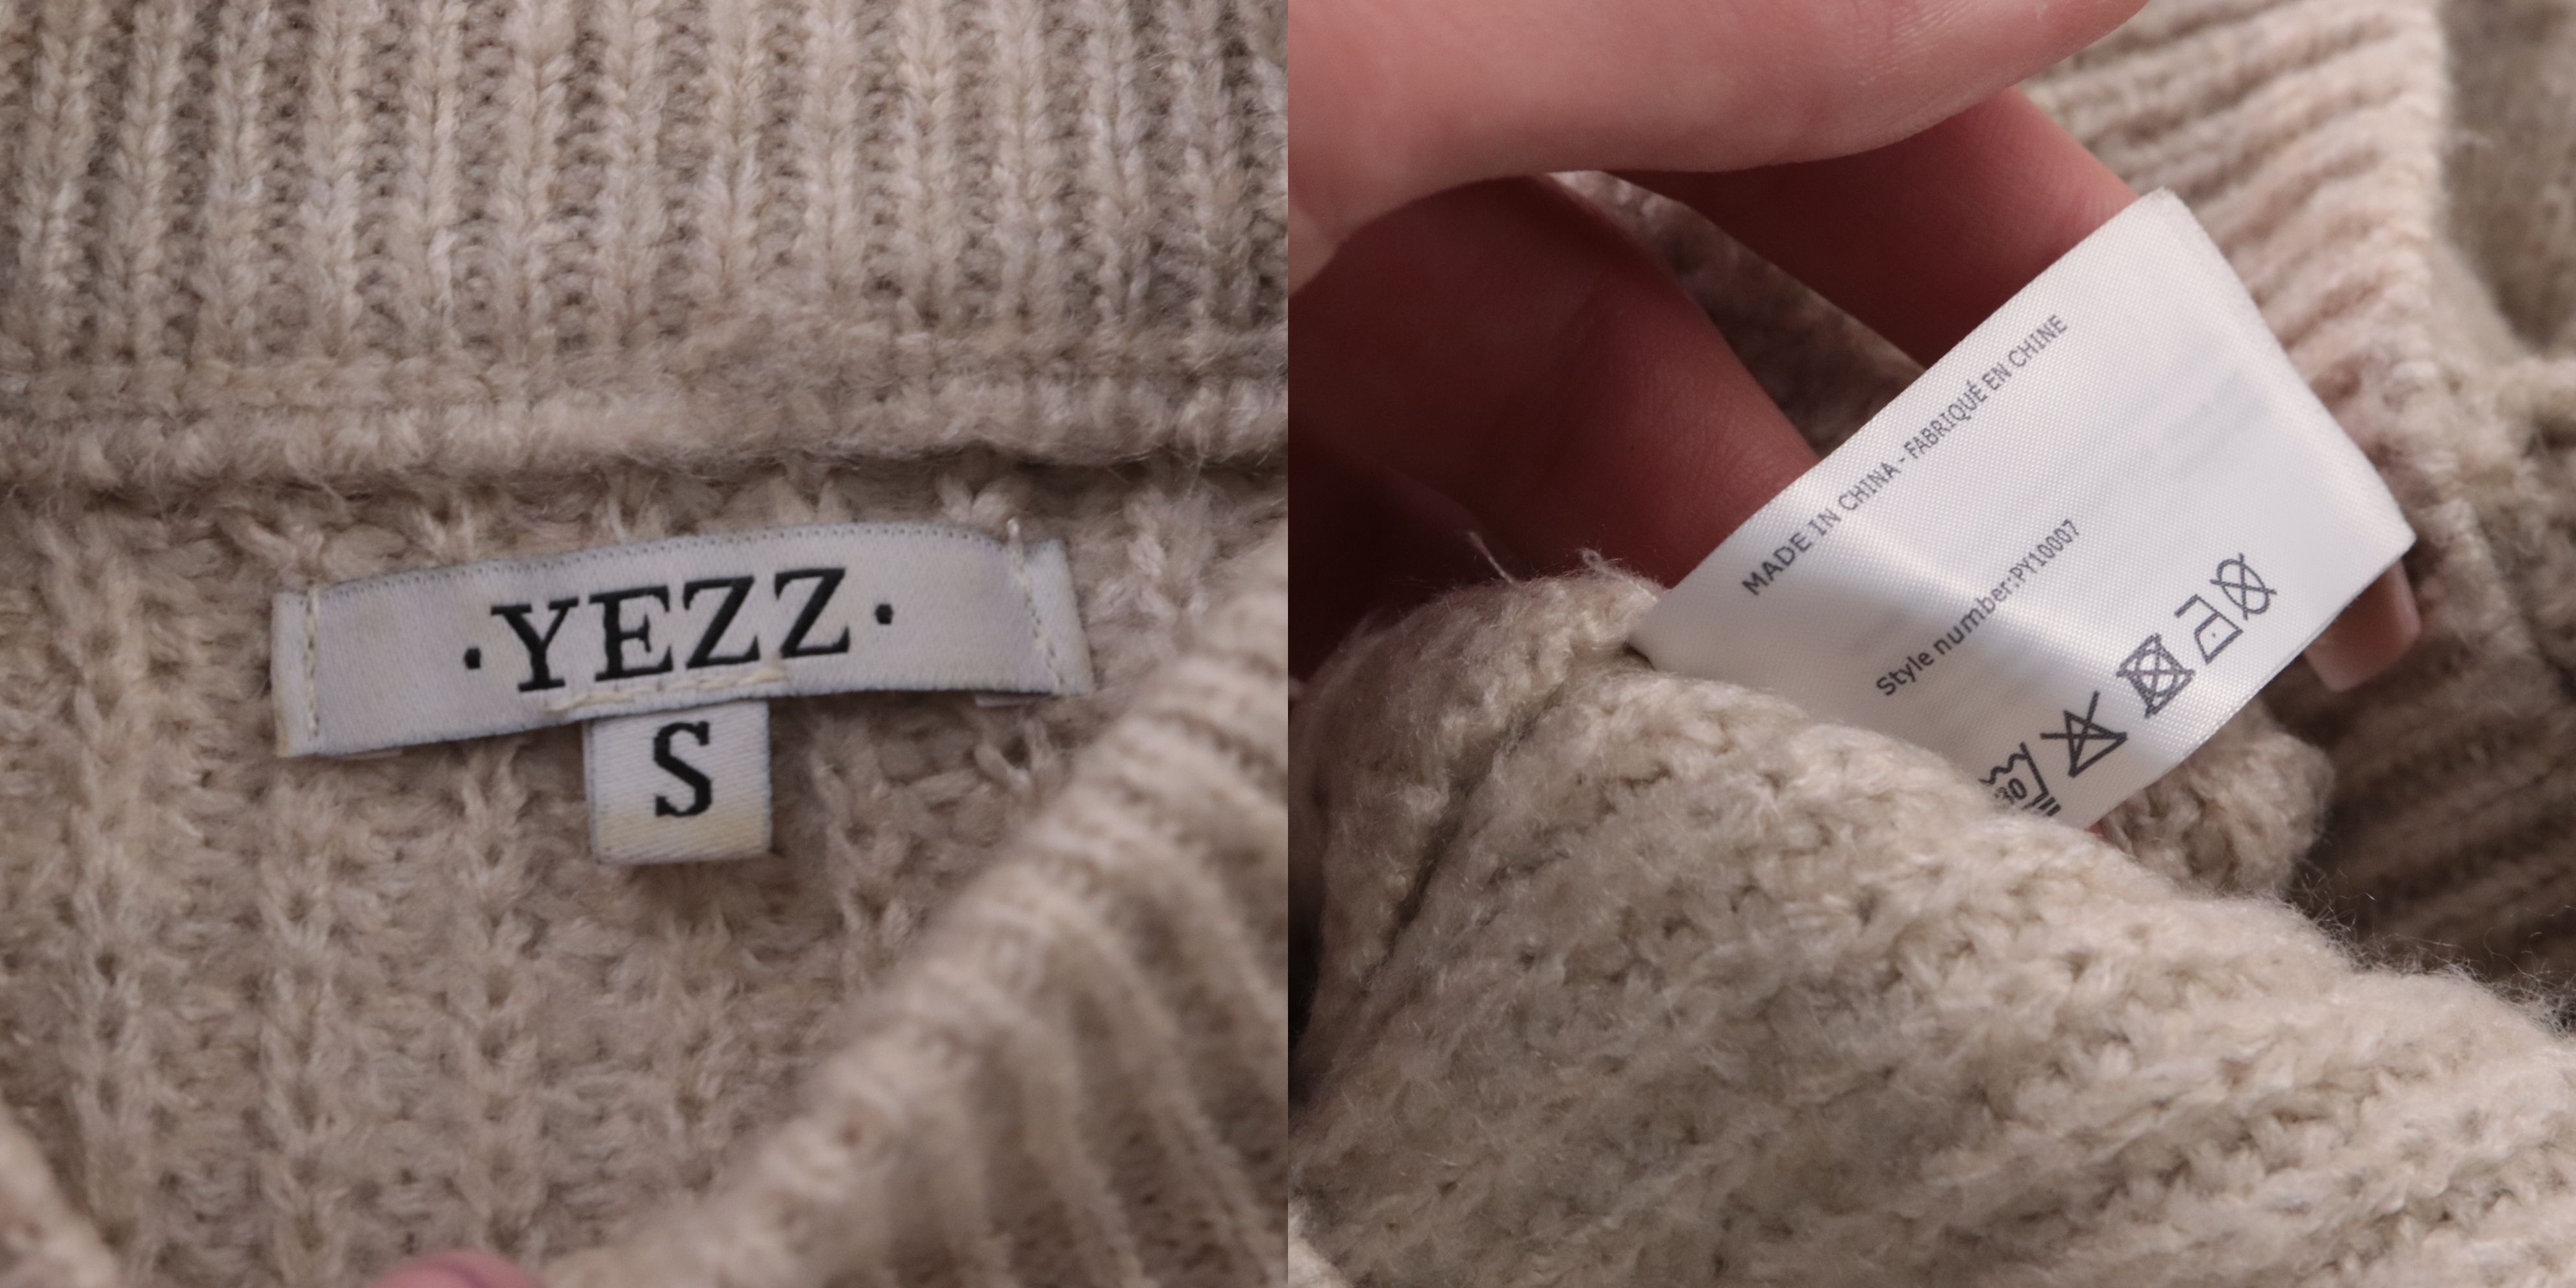 ·YEZZ·
S
MADE IN CHINA - FABRIQUÉ EN CHINE
Style number:PY10007
30